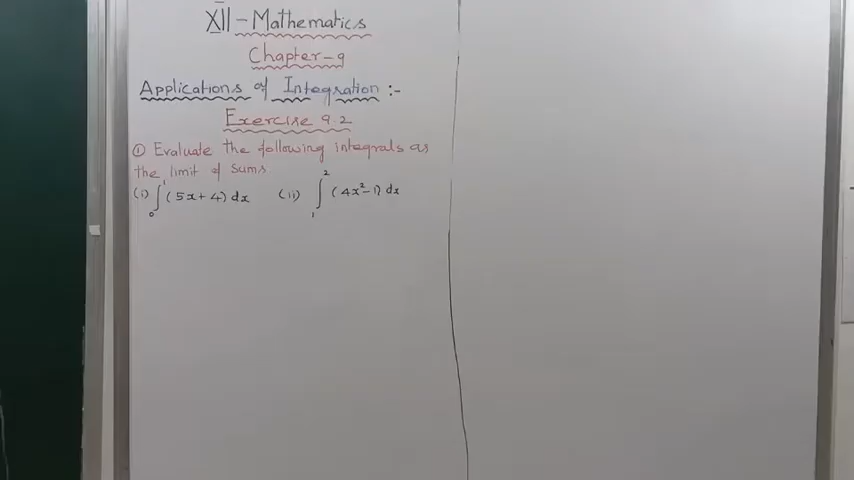 XII - Mathematics
Chapter - 9
Applications of Integration :-
Exercise 9.2
① Evaluate the following integrals as
the limit of sums
(i) ∫₀¹ (5x + 4) dx (ii) ∫₁² (4x² - 1) dx